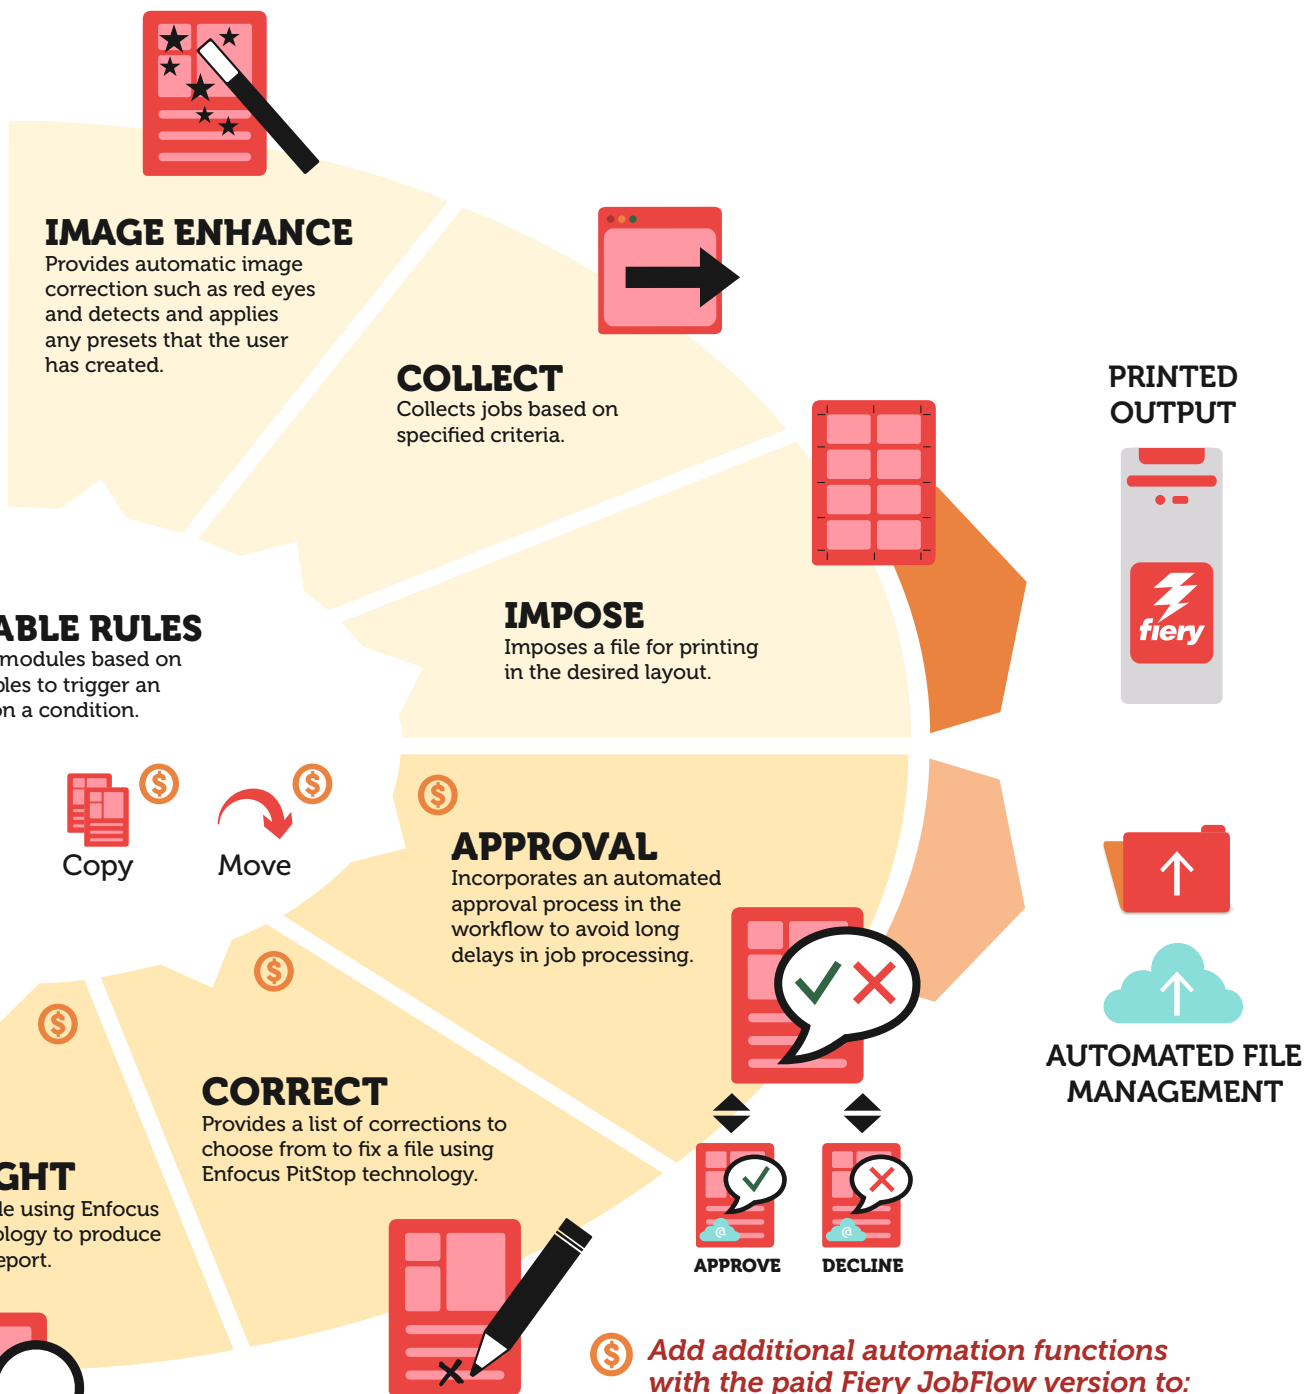 IMAGE ENHANCE
Provides automatic image
correction such as red eyes
and detects and applies
any presets that the user
has created.
COLLECT
Collects jobs based on
specified criteria.
PRINTED
OUTPUT
fiery
IMPOSE
Imposes a file for printing
in the desired layout.
ABLE RULES
modules based on
bles to trigger an
on a condition.
$
$
Copy
Move
$
APPROVAL
Incorporates an automated
approval process in the
workflow to avoid long
delays in job processing.
AUTOMATED FILE
MANAGEMENT
$
CORRECT
Provides a list of corrections to
choose from to fix a file using
Enfocus PitStop technology.
$
GHT
le using Enfocus
ology to produce
eport.
@
@
APPROVE
DECLINE
$
Add additional automation functions
with the paid Fiery JobFlow version to: